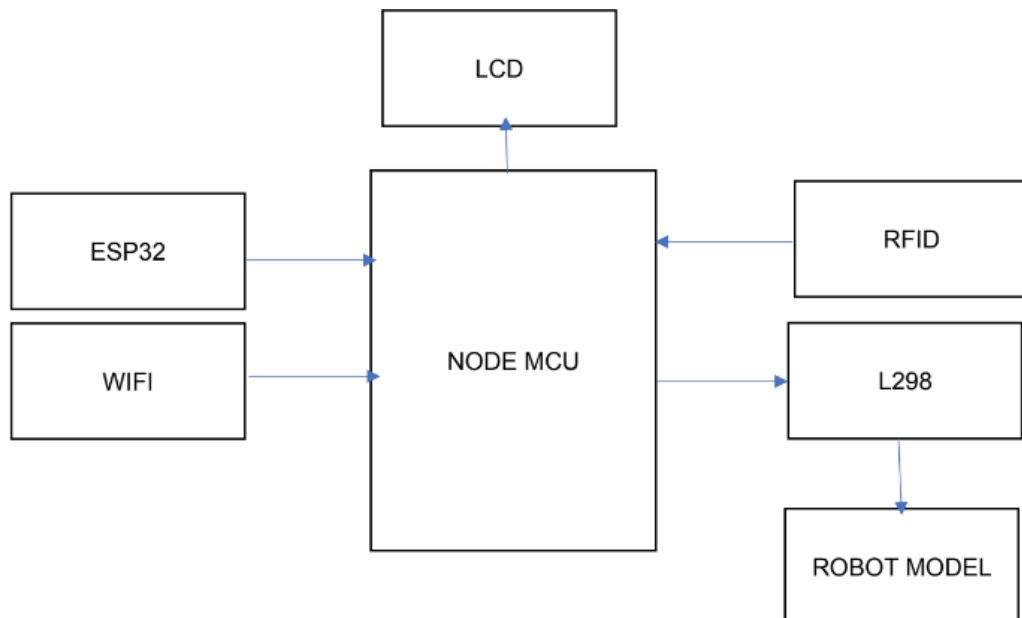 LCD
ESP32
RFID
NODE MCU
WIFI
L298
ROBOT MODEL